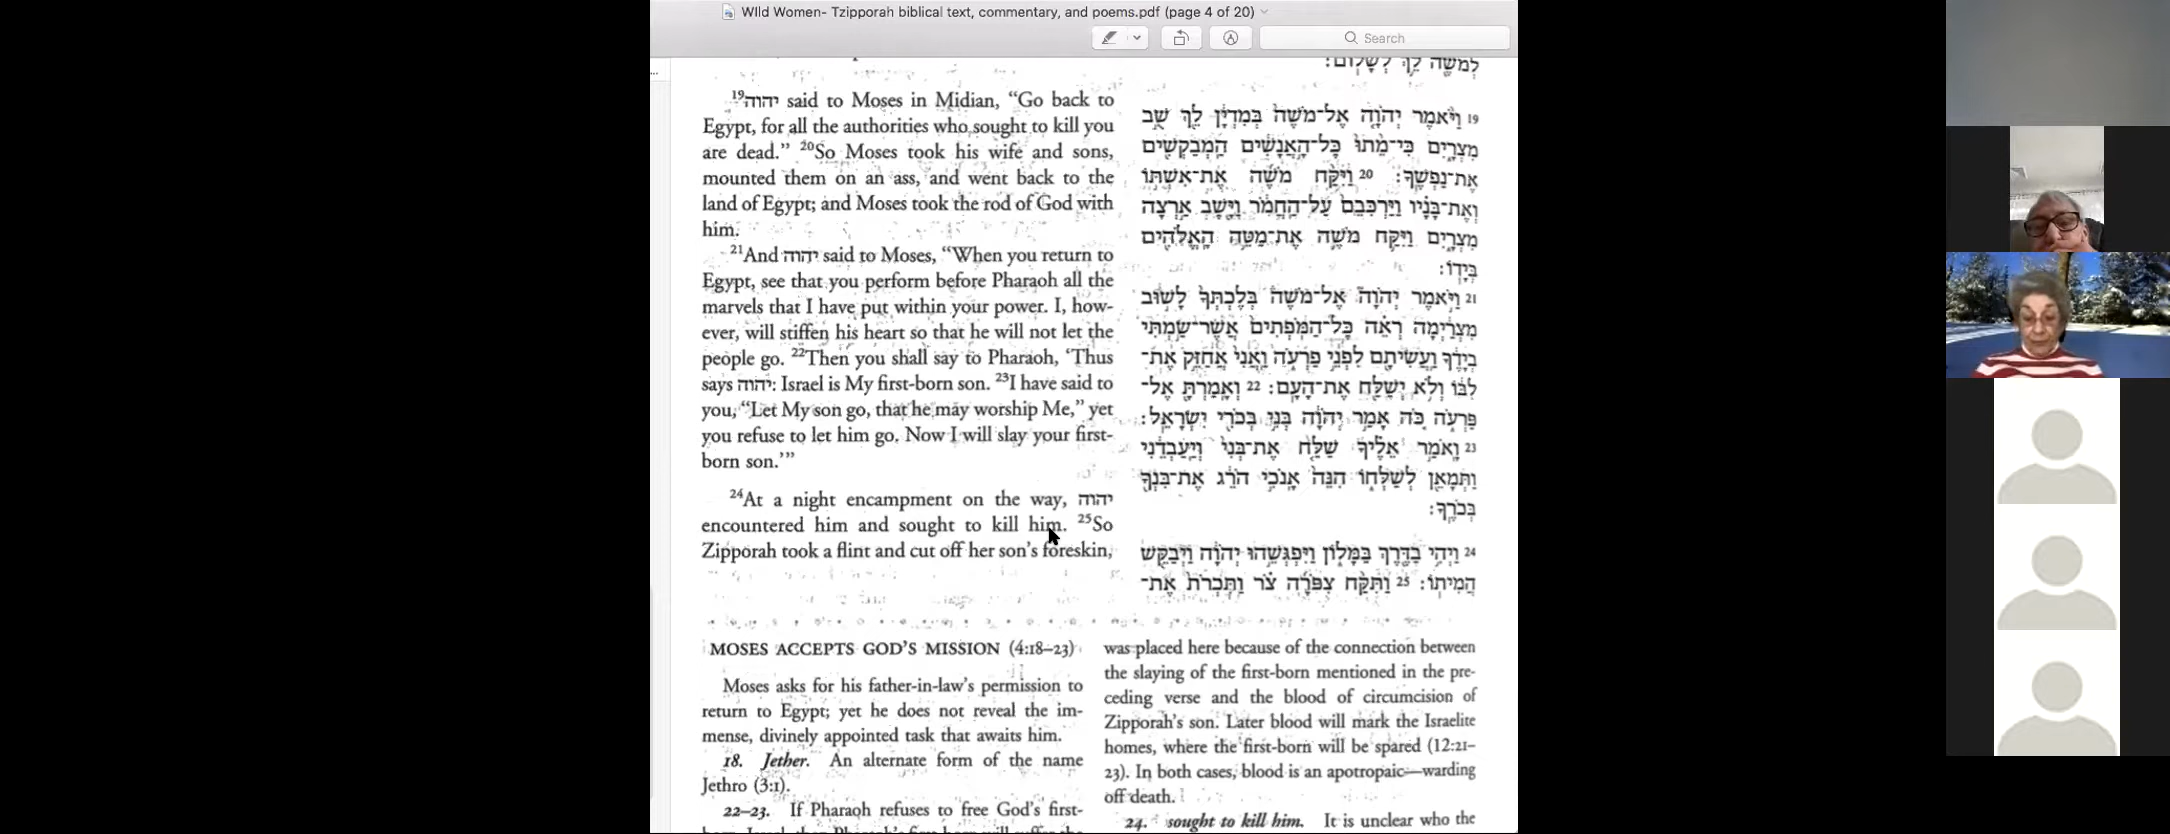 WIld Women- Tzipporah biblical text, commentary, and poems.pdf (page 4 of 20)
Search
...
לְמֹשֶׁה לֵךְ לְשָׁלוֹם:
¹⁹יהוה said to Moses in Midian, “Go back to
Egypt, for all the authorities who sought to kill you
are dead.” ²⁰So Moses took his wife and sons,
mounted them on an ass, and went back to the
land of Egypt; and Moses took the rod of God with
him.
²¹And יהוה said to Moses, “When you return to
Egypt, see that you perform before Pharaoh all the
marvels that I have put within your power. I, how-
ever, will stiffen his heart so that he will not let the
people go. ²²Then you shall say to Pharaoh, ‘Thus
says יהוה: Israel is My first-born son. ²³I have said to
you, “Let My son go, that he may worship Me,” yet
you refuse to let him go. Now I will slay your first-
born son.’”
²⁴At a night encampment on the way, יהוה
encountered him and sought to kill him. ²⁵So
Zipporah took a flint and cut off her son’s foreskin,
19 וַיֹּאמֶר יְהֹוָה אֶל־מֹשֶׁה בְּמִדְיָן לֵךְ שֻׁב
מִצְרָיִם כִּי־מֵתוּ כׇּל־הָאֲנָשִׁים הַמְבַקְשִׁים
אֶת־נַפְשֶׁךָ: 20 וַיִּקַּח מֹשֶׁה אֶת־אִשְׁתּוֹ
וְאֶת־בָּנָיו וַיַּרְכִּבֵם עַל־הַחֲמֹר וַיָּשׇׁב אַרְצָה
מִצְרָיִם וַיִּקַּח מֹשֶׁה אֶת־מַטֵּה הָאֱלֹהִים
בְּיָדוֹ:
21 וַיֹּאמֶר יְהֹוָה אֶל־מֹשֶׁה בְּלֶכְתְּךָ לָשׁוּב
מִצְרַיְמָה רְאֵה כׇּל־הַמֹּפְתִים אֲשֶׁר־שַׂמְתִּי
בְיָדֶךָ וַעֲשִׂיתָם לִפְנֵי פַרְעֹה וַאֲנִי אֲחַזֵּק אֶת־
לִבּוֹ וְלֹא יְשַׁלַּח אֶת־הָעָם: 22 וְאָמַרְתָּ אֶל־
פַּרְעֹה כֹּה אָמַר יְהֹוָה בְּנִי בְכֹרִי יִשְׂרָאֵל:
23 וָאֹמַר אֵלֶיךָ שַׁלַּח אֶת־בְּנִי וְיַעַבְדֵנִי
וַתְּמָאֵן לְשַׁלְּחוֹ הִנֵּה אָנֹכִי הֹרֵג אֶת־בִּנְךָ
בְּכֹרֶךָ:
24 וַיְהִי בַדֶּרֶךְ בַּמָּלוֹן וַיִּפְגְּשֵׁהוּ יְהֹוָה וַיְבַקֵּשׁ
הֲמִיתוֹ: 25 וַתִּקַּח צִפֹּרָה צֹר וַתִּכְרֹת אֶת־
MOSES ACCEPTS GOD’S MISSION (4:18–23)
Moses asks for his father-in-law’s permission to
return to Egypt; yet he does not reveal the im-
mense, divinely appointed task that awaits him.
18. Jether. An alternate form of the name
Jethro (3:1).
22–23. If Pharaoh refuses to free God’s first-
was placed here because of the connection between
the slaying of the first-born mentioned in the pre-
ceding verse and the blood of circumcision of
Zipporah’s son. Later blood will mark the Israelite
homes, where the first-born will be spared (12:21–
23). In both cases, blood is an apotropaic—warding
off death.
24. sought to kill him. It is unclear who the